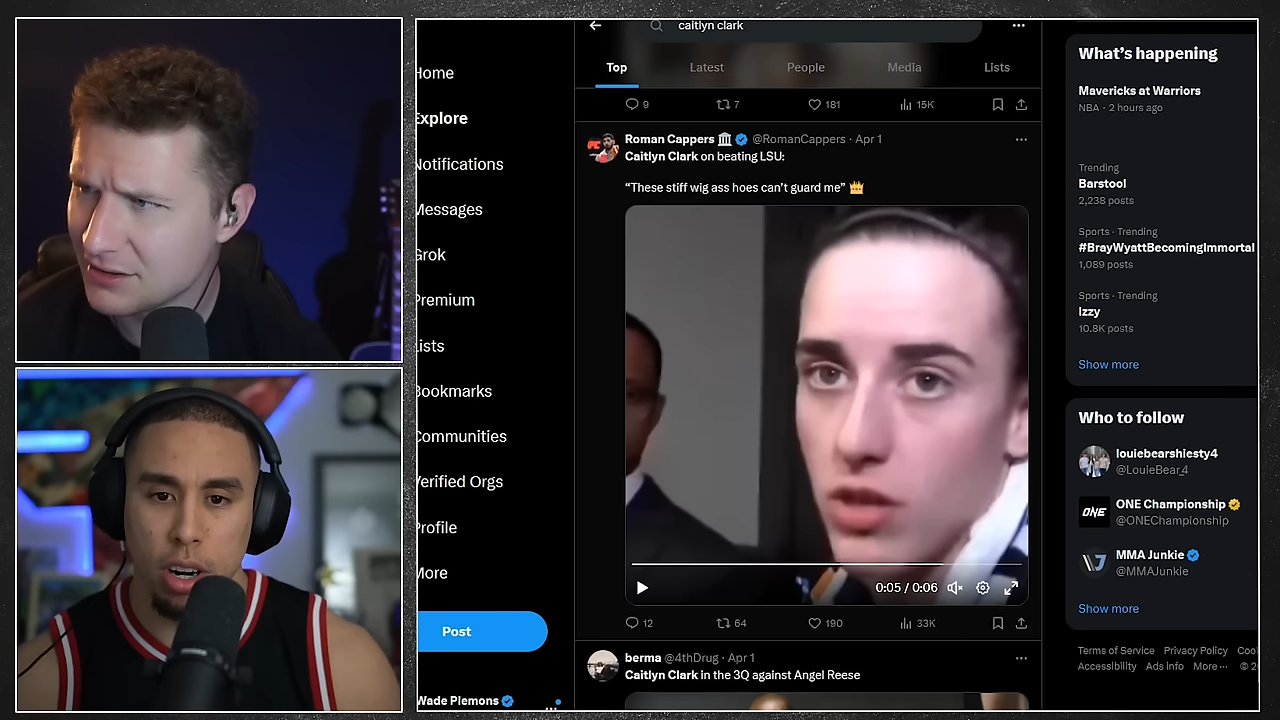 Home
Explore
Notifications
Messages
Grok
Premium
Lists
Bookmarks
Communities
Verified Orgs
Profile
More
Post
Wade Plemons
caitlyn clark
Top Latest People Media Lists
9 7 181 15K
Roman Cappers @RomanCappers · Apr 1
Caitlyn Clark on beating LSU:
“These stiff wig ass hoes can’t guard me” 👑
0:05 / 0:06
12 64 190 33K
berma @4thDrug · Apr 1
Caitlyn Clark in the 3Q against Angel Reese
What’s happening
Mavericks at Warriors
NBA · 2 hours ago
Trending
Barstool
2,238 posts
Sports · Trending
#BrayWyattBecomingImmortal
1,089 posts
Sports · Trending
Izzy
10.8K posts
Show more
Who to follow
louiebearshiesty4
@LouieBear_4
ONE
ONE Championship
@ONEChampionship
MMA Junkie
@MMAJunkie
Show more
Terms of Service Privacy Policy Coo
Accessibility Ads info More ··· © 2